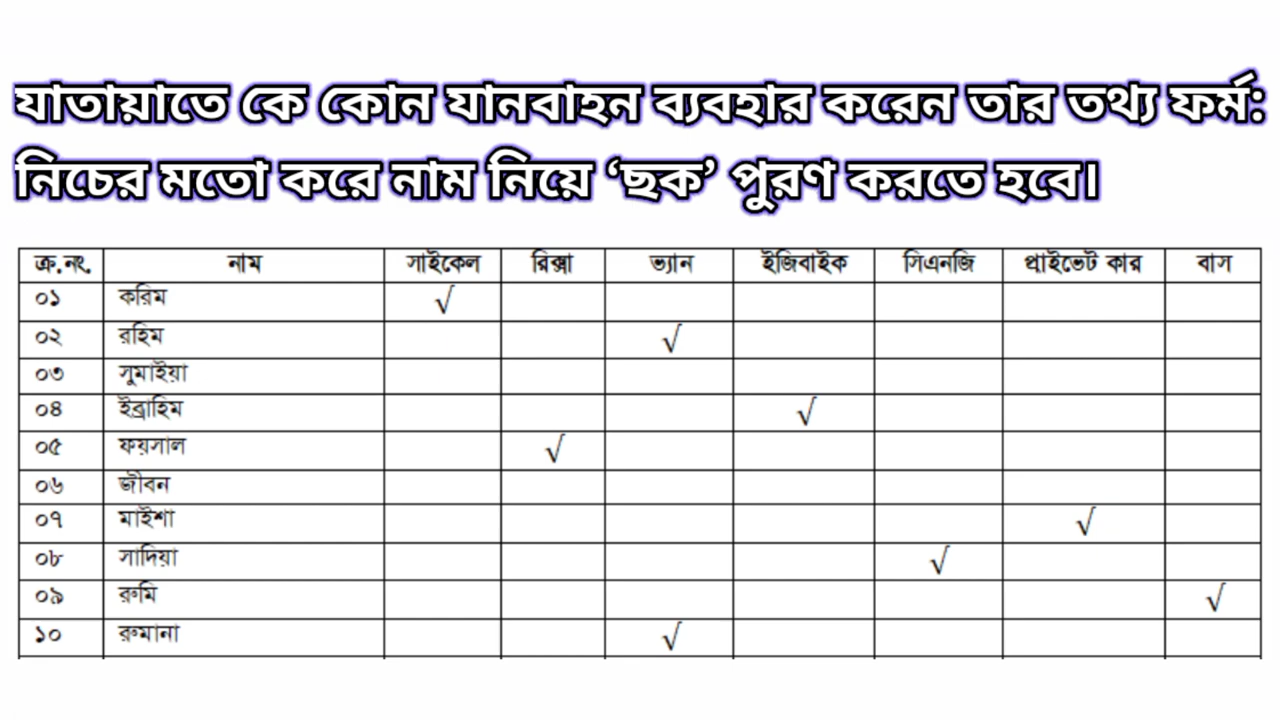 যাতায়াতে কে কোন যানবাহন ব্যবহার করেন তার তথ্য ফর্ম:
নিচের মতো করে নাম নিয়ে ‘ছক’ পুরণ করতে হবে।
ক্র.নং. নাম সাইকেল রিক্সা ভ্যান ইজিবাইক সিএনজি প্রাইভেট কার বাস
০১ করিম √
০২ রহিম √
০৩ সুমাইয়া
০৪ ইব্রাহিম √
০৫ ফয়সাল √
০৬ জীবন
০৭ মাইশা √
০৮ সাদিয়া √
০৯ রুমি √
১০ রুমানা √